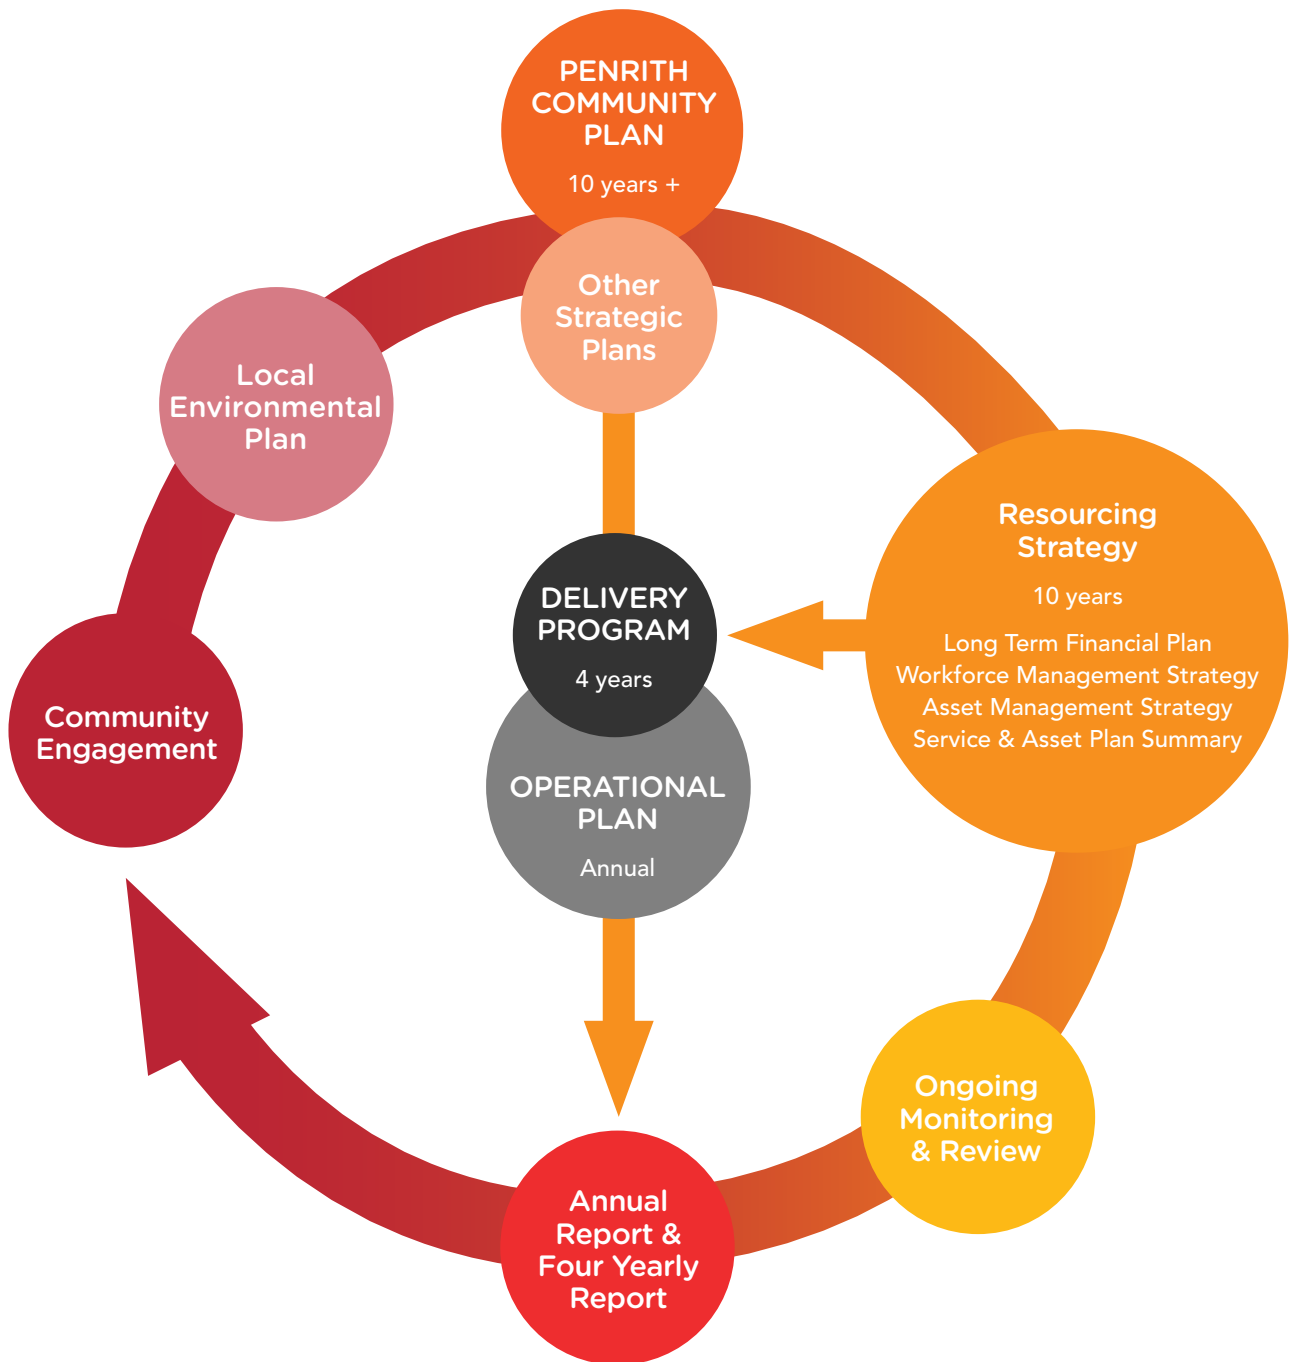 PENRITH
COMMUNITY
PLAN
10 years +
Other
Strategic
Plans
Local
Environmental
Plan
Resourcing
Strategy
10 years
Long Term Financial Plan
Workforce Management Strategy
Asset Management Strategy
Service & Asset Plan Summary
DELIVERY
PROGRAM
4 years
Community
Engagement
OPERATIONAL
PLAN
Annual
Ongoing
Monitoring
& Review
Annual
Report &
Four Yearly
Report